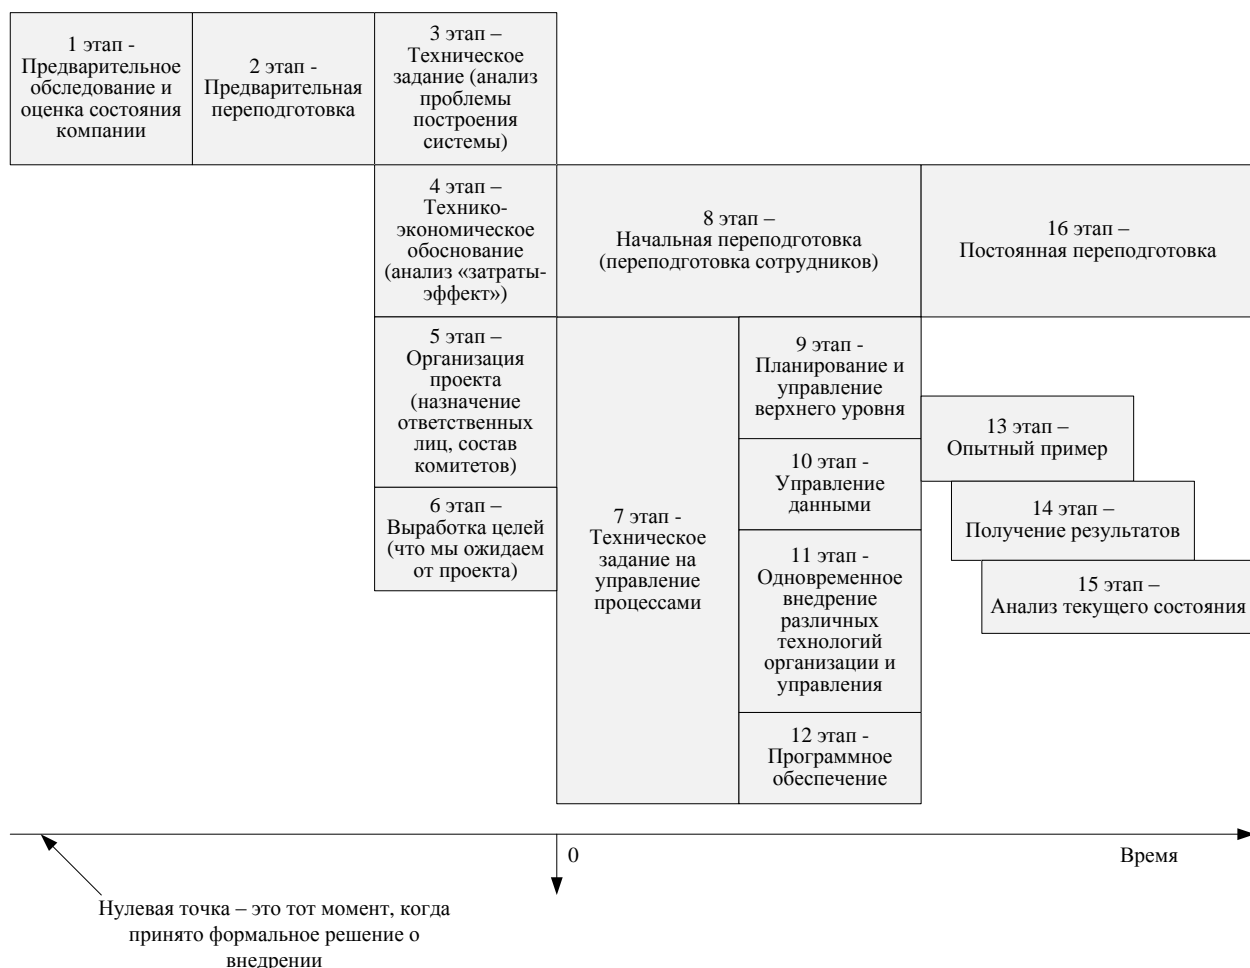 1 этап -
Предварительное
обследование и
оценка состояния
компании
2 этап -
Предварительная
переподготовка
3 этап –
Техническое
задание (анализ
проблемы
построения
системы)
4 этап –
Технико-
экономическое
обоснование
(анализ «затраты-
эффект»)
8 этап –
Начальная переподготовка
(переподготовка сотрудников)
16 этап –
Постоянная переподготовка
5 этап –
Организация
проекта
(назначение
ответственных
лиц, состав
комитетов)
6 этап –
Выработка целей
(что мы ожидаем
от проекта)
7 этап -
Техническое
задание на
управление
процессами
9 этап -
Планирование и
управление
верхнего уровня
10 этап -
Управление
данными
11 этап -
Одновременное
внедрение
различных
технологий
организации и
управления
12 этап -
Программное
обеспечение
13 этап –
Опытный пример
14 этап –
Получение результатов
15 этап –
Анализ текущего состояния
0
Время
Нулевая точка – это тот момент, когда
принято формальное решение о
внедрении